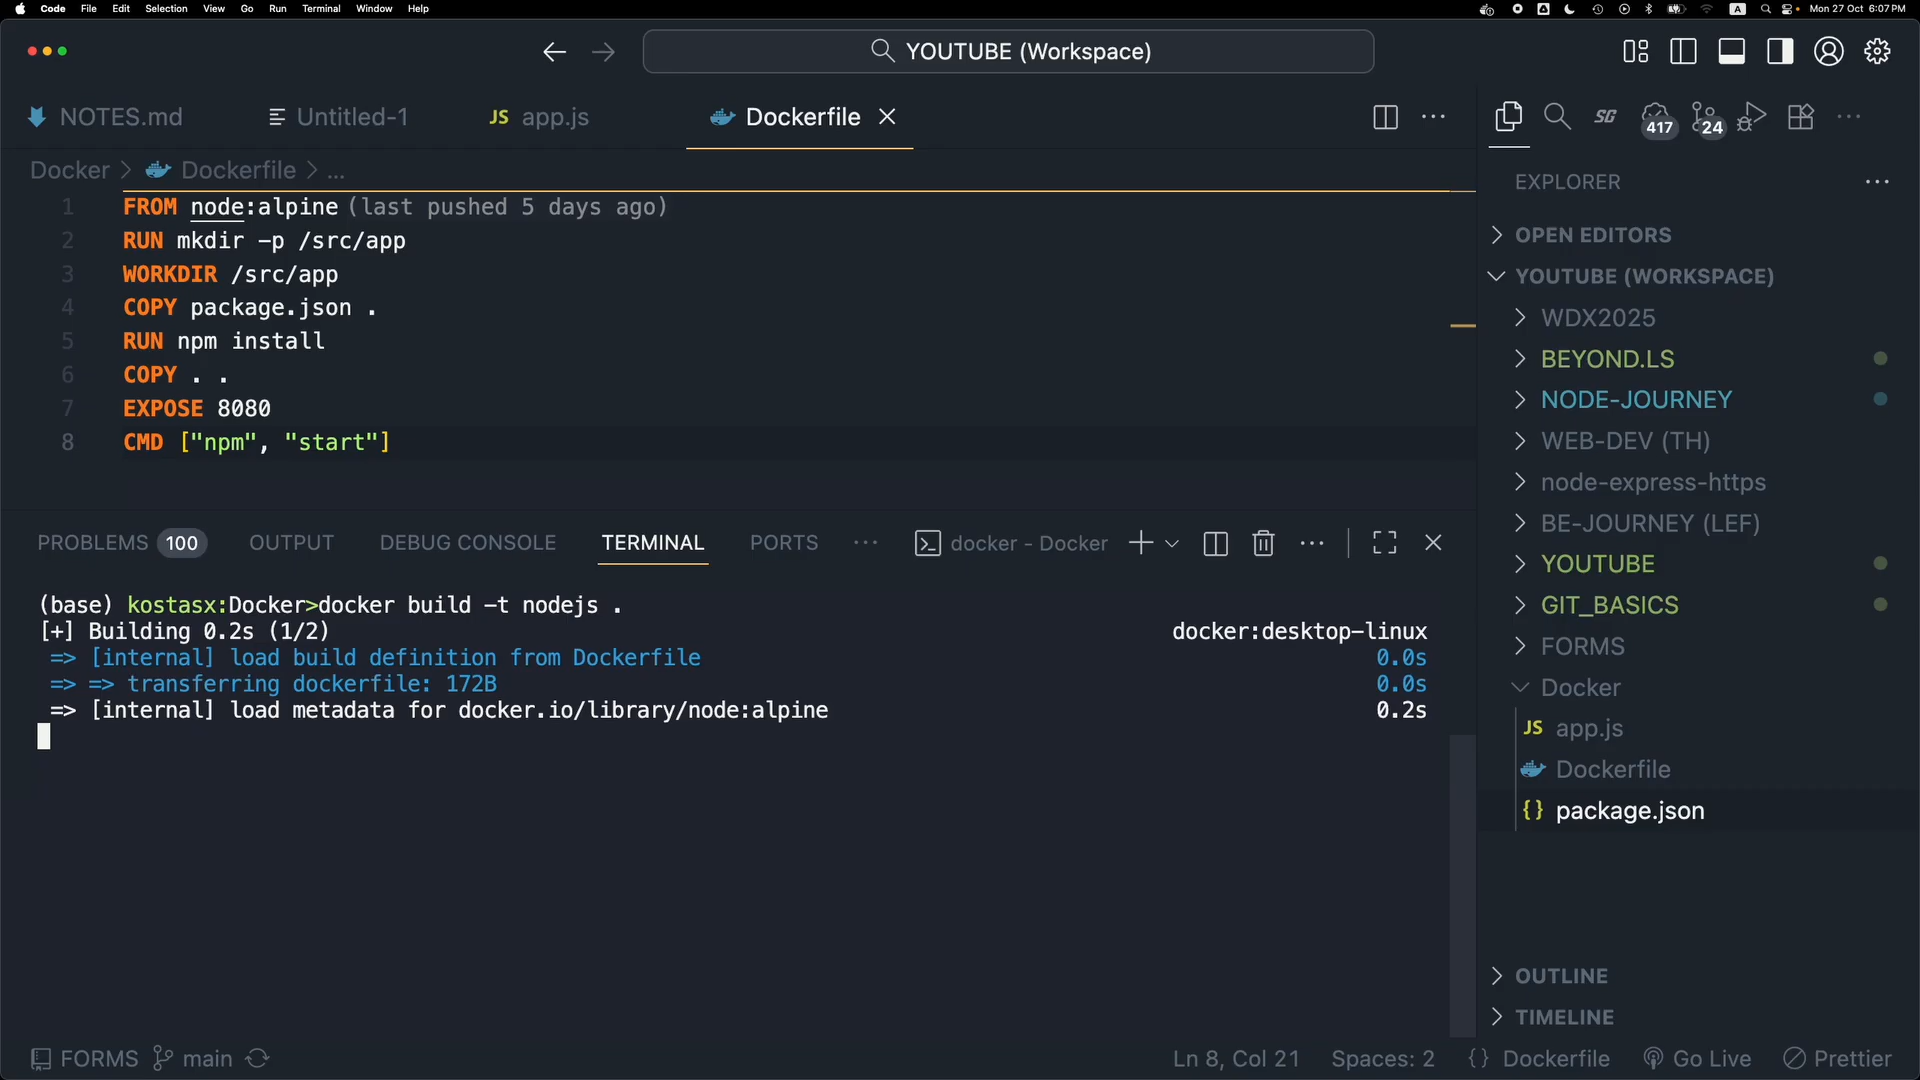 Code File Edit Selection View Go Run Terminal Window Help
A Mon 27 Oct 6:07 PM
YOUTUBE (Workspace)
NOTES.md Untitled-1 JS app.js Dockerfile
SG 417 24
Docker > Dockerfile > ...
1 FROM node:alpine (last pushed 5 days ago)
2 RUN mkdir -p /src/app
3 WORKDIR /src/app
4 COPY package.json .
5 RUN npm install
6 COPY . .
7 EXPOSE 8080
8 CMD ["npm", "start"]
PROBLEMS 100 OUTPUT DEBUG CONSOLE TERMINAL PORTS ... docker - Docker
(base) kostasx:Docker>docker build -t nodejs .
[+] Building 0.2s (1/2) docker:desktop-linux
=> [internal] load build definition from Dockerfile 0.0s
=> => transferring dockerfile: 172B 0.0s
=> [internal] load metadata for docker.io/library/node:alpine 0.2s
EXPLORER
OPEN EDITORS
YOUTUBE (WORKSPACE)
WDX2025
BEYOND.LS
NODE-JOURNEY
WEB-DEV (TH)
node-express-https
BE-JOURNEY (LEF)
YOUTUBE
GIT_BASICS
FORMS
Docker
JS app.js
Dockerfile
{} package.json
OUTLINE
TIMELINE
FORMS main Ln 8, Col 21 Spaces: 2 {} Dockerfile Go Live Prettier